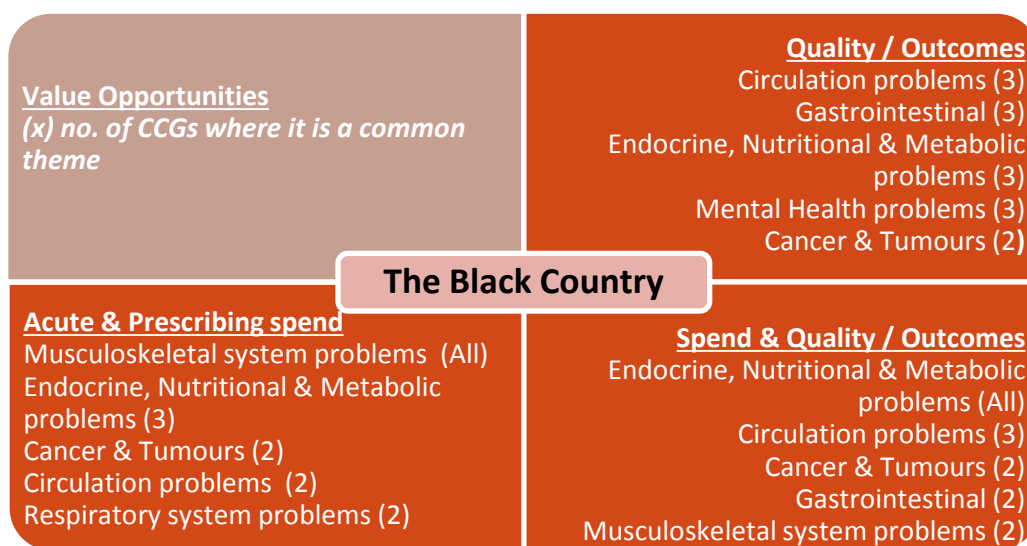 Value Opportunities
(x) no. of CCGs where it is a common
theme
Quality / Outcomes
Circulation problems (3)
Gastrointestinal (3)
Endocrine, Nutritional & Metabolic
problems (3)
Mental Health problems (3)
Cancer & Tumours (2)
The Black Country
Acute & Prescribing spend
Musculoskeletal system problems  (All)
Endocrine, Nutritional & Metabolic
problems (3)
Cancer & Tumours (2)
Circulation problems  (2)
Respiratory system problems (2)
Spend & Quality / Outcomes
Endocrine, Nutritional & Metabolic
problems (All)
Circulation problems (3)
Cancer & Tumours (2)
Gastrointestinal (2)
Musculoskeletal system problems (2)